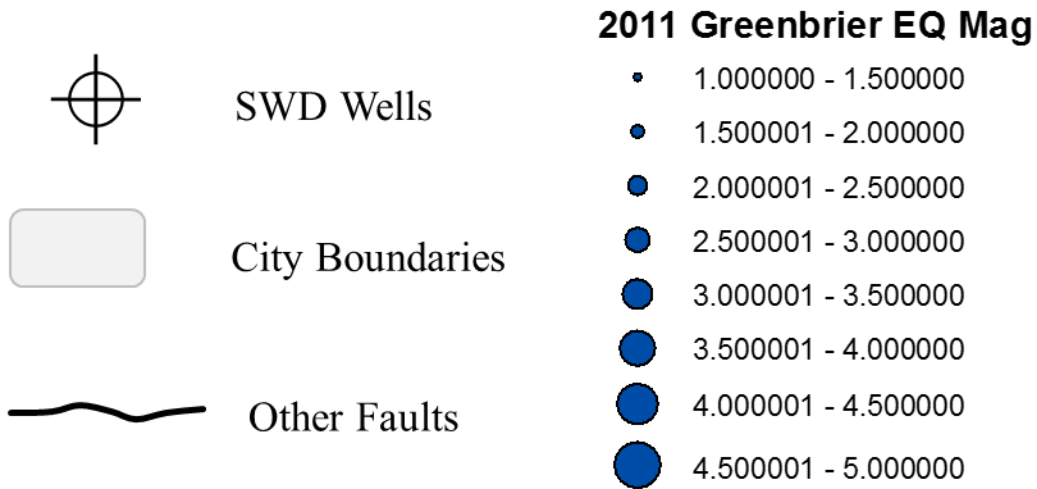 SWD Wells
City Boundaries
Other Faults
2011 Greenbrier EQ Mag
1.000000 - 1.500000
1.500001 - 2.000000
2.000001 - 2.500000
2.500001 - 3.000000
3.000001 - 3.500000
3.500001 - 4.000000
4.000001 - 4.500000
4.500001 - 5.000000